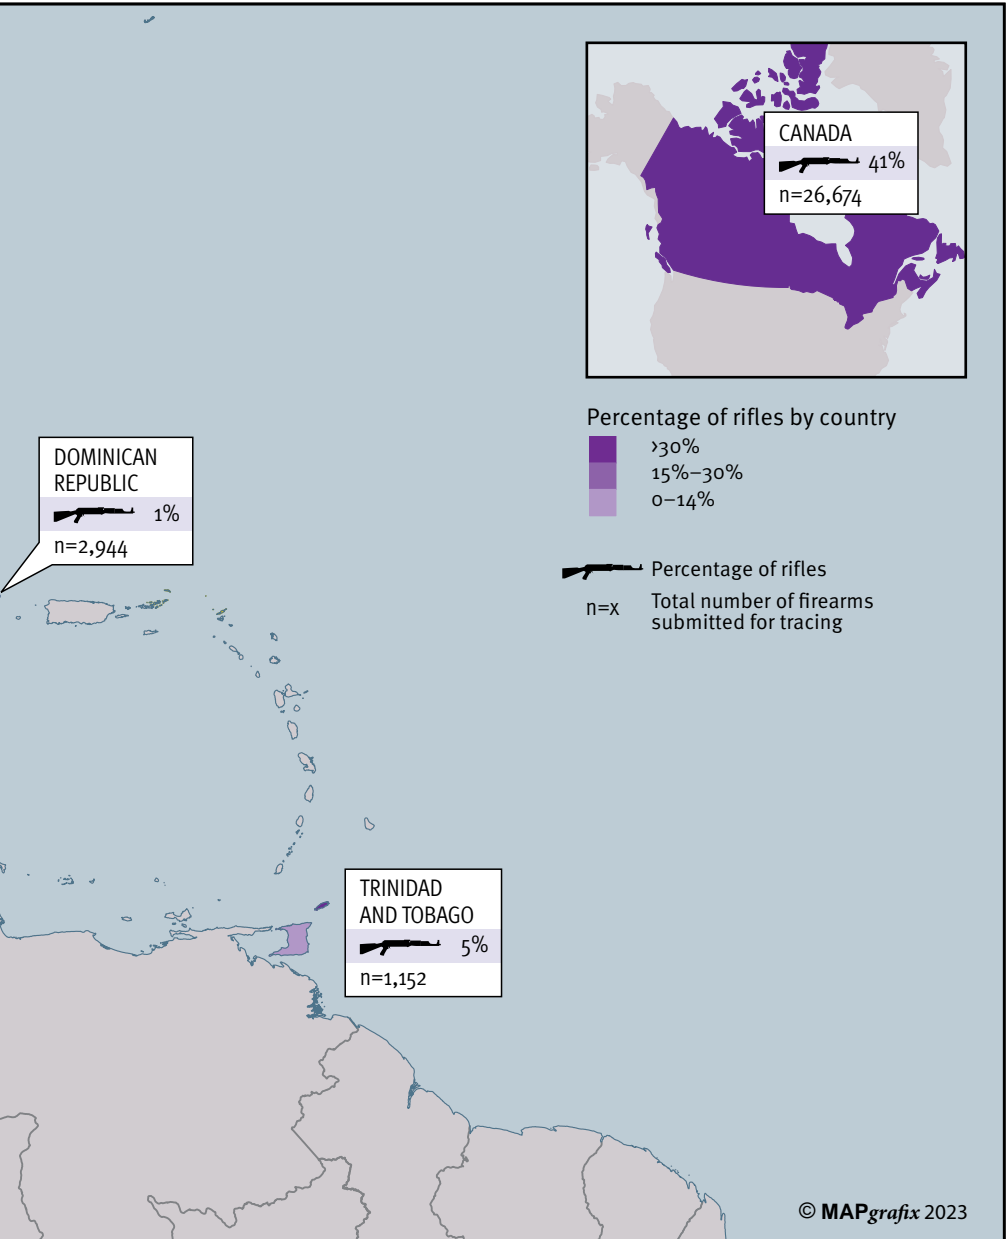 CANADA
41%
n=26,674
Percentage of rifles by country
>30%
15%–30%
0–14%
Percentage of rifles
n=x Total number of firearms
submitted for tracing
DOMINICAN
REPUBLIC
1%
n=2,944
TRINIDAD
AND TOBAGO
5%
n=1,152
© MAPgrafix 2023